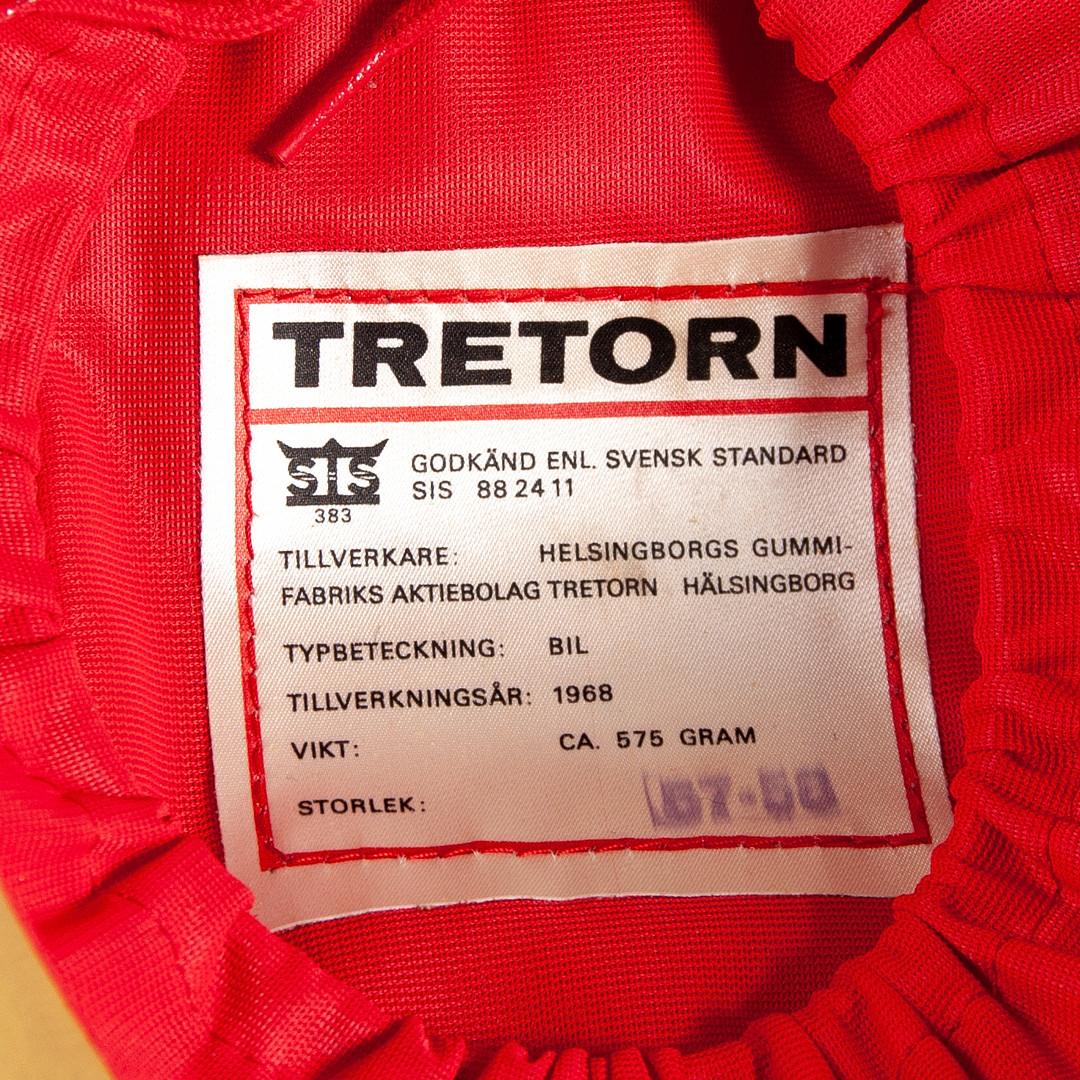 TRETORN
SIS
383
GODKÄND ENL. SVENSK STANDARD
SIS 88 24 11
TILLVERKARE: HELSINGBORGS GUMMI-
FABRIKS AKTIEBOLAG TRETORN HÄLSINGBORG
TYPBETECKNING: BIL
TILLVERKNINGSÅR: 1968
VIKT: CA. 575 GRAM
STORLEK: